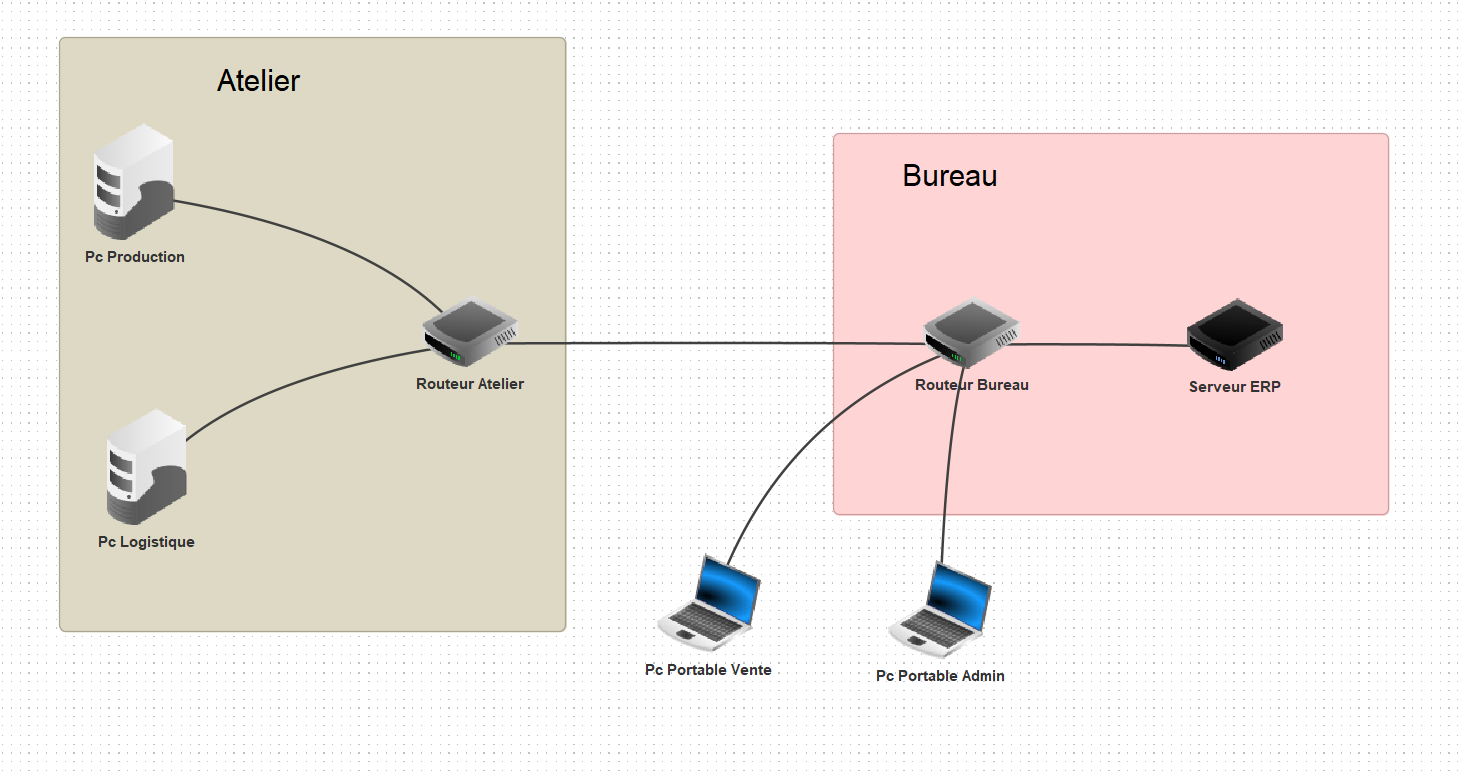 Atelier
Bureau
Pc Production
Routeur Atelier
Routeur Bureau
Serveur ERP
Pc Logistique
Pc Portable Vente
Pc Portable Admin